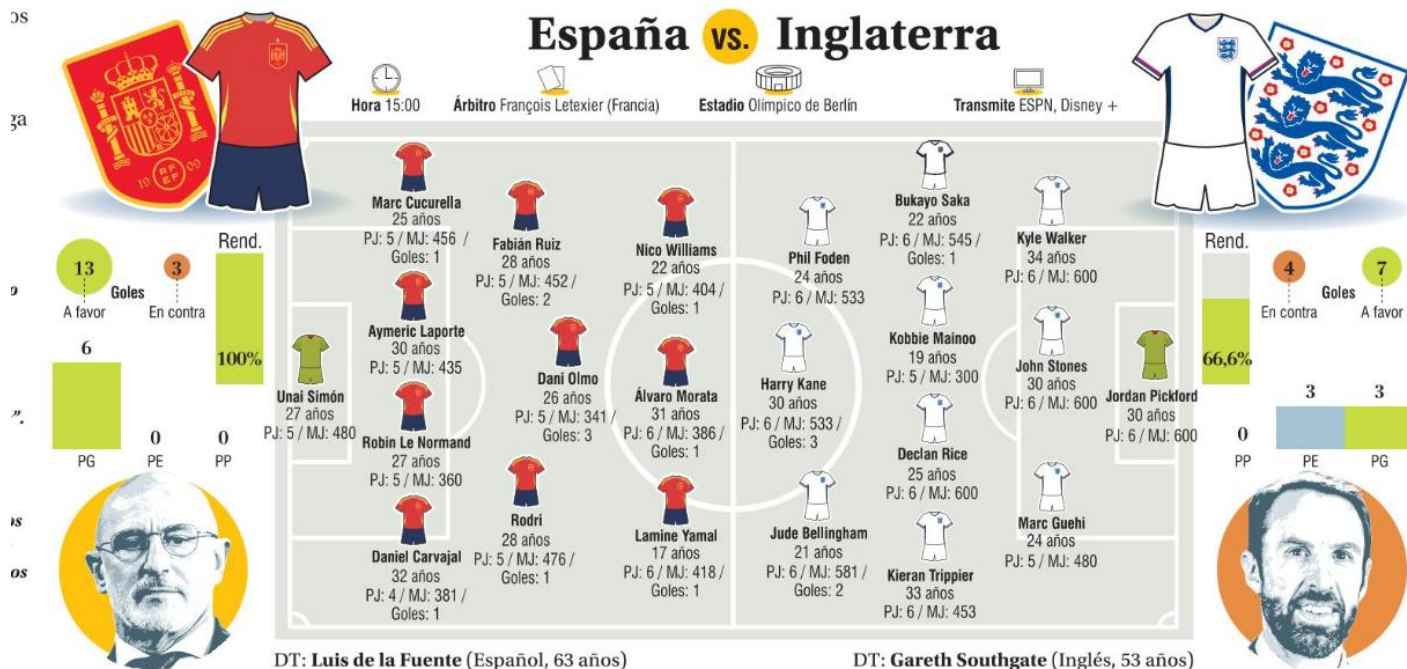 España vs. Inglaterra
Hora 15:00
Árbitro François Letexier (Francia)
Estadio Olímpico de Berlín
Transmite ESPN, Disney +
os
ga
o
".
os
os
1909
RFEF
13
A favor
Goles
3
En contra
Rend.
100%
6
PG
0
PE
0
PP
Unai Simón
27 años
PJ: 5 / MJ: 480
Marc Cucurella
25 años
PJ: 5 / MJ: 456 /
Goles: 1
Aymeric Laporte
30 años
PJ: 5 / MJ: 435
Robin Le Normand
27 años
PJ: 5 / MJ: 360
Daniel Carvajal
32 años
PJ: 4 / MJ: 381 /
Goles: 1
Fabián Ruiz
28 años
PJ: 5 / MJ: 452 /
Goles: 2
Dani Olmo
26 años
PJ: 5 / MJ: 341 /
Goles: 3
Rodri
28 años
PJ: 5 / MJ: 476 /
Goles: 1
Nico Williams
22 años
PJ: 5 / MJ: 404 /
Goles: 1
Álvaro Morata
31 años
PJ: 6 / MJ: 386 /
Goles: 1
Lamine Yamal
17 años
PJ: 6 / MJ: 418 /
Goles: 1
Phil Foden
24 años
PJ: 6 / MJ: 533
Harry Kane
30 años
PJ: 6 / MJ: 533 /
Goles: 3
Jude Bellingham
21 años
PJ: 6 / MJ: 581 /
Goles: 2
Bukayo Saka
22 años
PJ: 6 / MJ: 545 /
Goles: 1
Kobbie Mainoo
19 años
PJ: 5 / MJ: 300
Declan Rice
25 años
PJ: 6 / MJ: 600
Kieran Trippier
33 años
PJ: 6 / MJ: 453
Kyle Walker
34 años
PJ: 6 / MJ: 600
John Stones
30 años
PJ: 6 / MJ: 600
Marc Guehi
24 años
PJ: 5 / MJ: 480
Jordan Pickford
30 años
PJ: 6 / MJ: 600
Rend.
66,6%
4
En contra
Goles
7
A favor
0
PP
3
PE
3
PG
DT: Luis de la Fuente (Español, 63 años)
DT: Gareth Southgate (Inglés, 53 años)